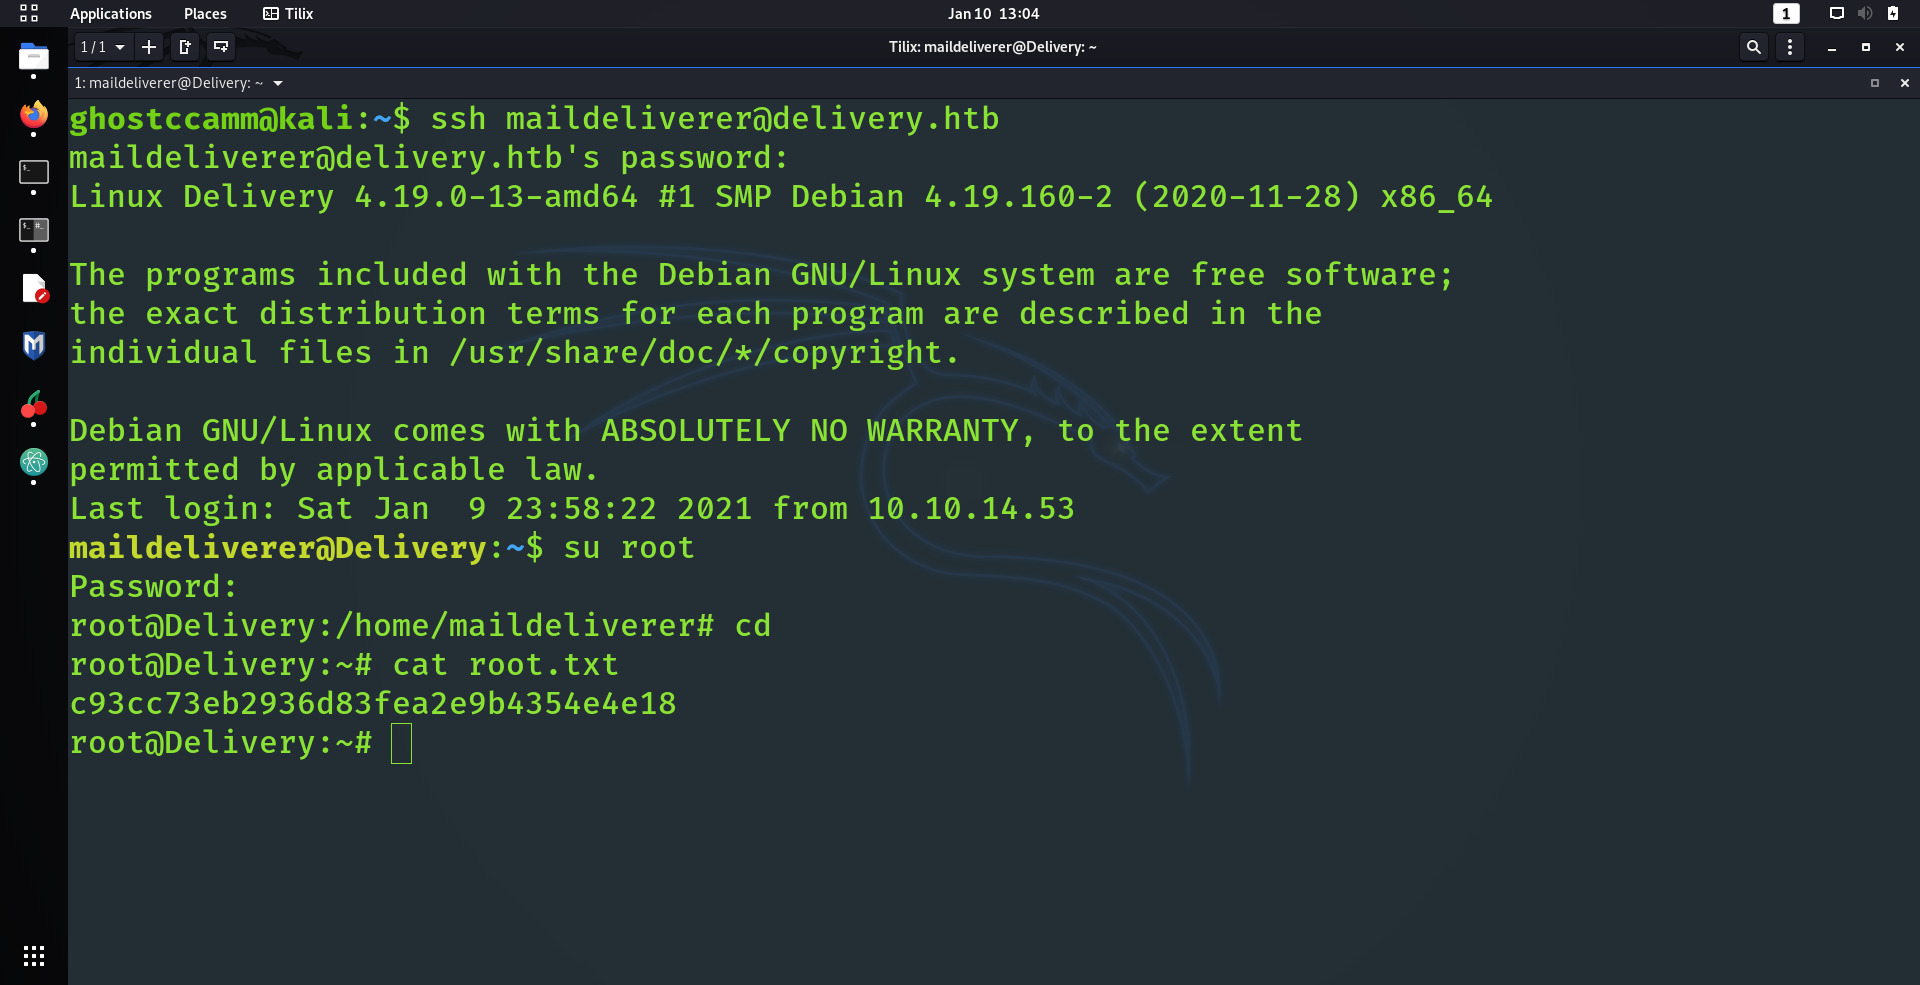 Applications Places Tilix Jan 10 13:04 1
1 / 1 Tilix: maildeliverer@Delivery: ~
1: maildeliverer@Delivery: ~
ghostccamm@kali:~$ ssh maildeliverer@delivery.htb
maildeliverer@delivery.htb's password:
Linux Delivery 4.19.0-13-amd64 #1 SMP Debian 4.19.160-2 (2020-11-28) x86_64
The programs included with the Debian GNU/Linux system are free software;
the exact distribution terms for each program are described in the
individual files in /usr/share/doc/*/copyright.
Debian GNU/Linux comes with ABSOLUTELY NO WARRANTY, to the extent
permitted by applicable law.
Last login: Sat Jan  9 23:58:22 2021 from 10.10.14.53
maildeliverer@Delivery:~$ su root
Password:
root@Delivery:/home/maildeliverer# cd
root@Delivery:~# cat root.txt
c93cc73eb2936d83fea2e9b4354e4e18
root@Delivery:~#